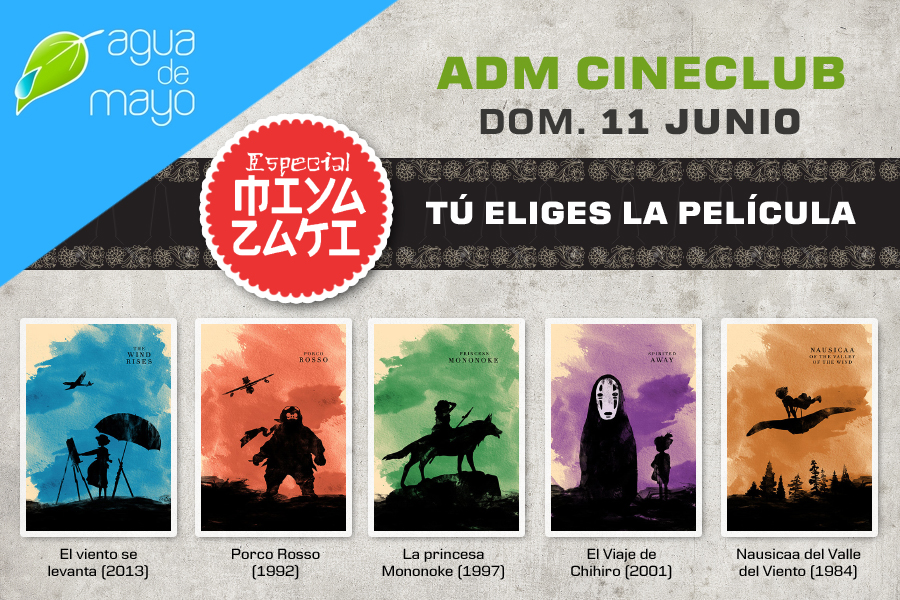 agua
de
mayo
ADM CINECLUB
DOM. 11 JUNIO
Especial
MIYA
ZAKI
TÚ ELIGES LA PELÍCULA
THE
WIND
RISES
PORCO
ROSSO
PRINCESS
MONONOKE
SPIRITED
AWAY
NAUSICAA
OF THE VALLEY
OF THE WIND
El viento se
levanta (2013)
Porco Rosso
(1992)
La princesa
Mononoke (1997)
El Viaje de
Chihiro (2001)
Nausicaa del Valle
del Viento (1984)